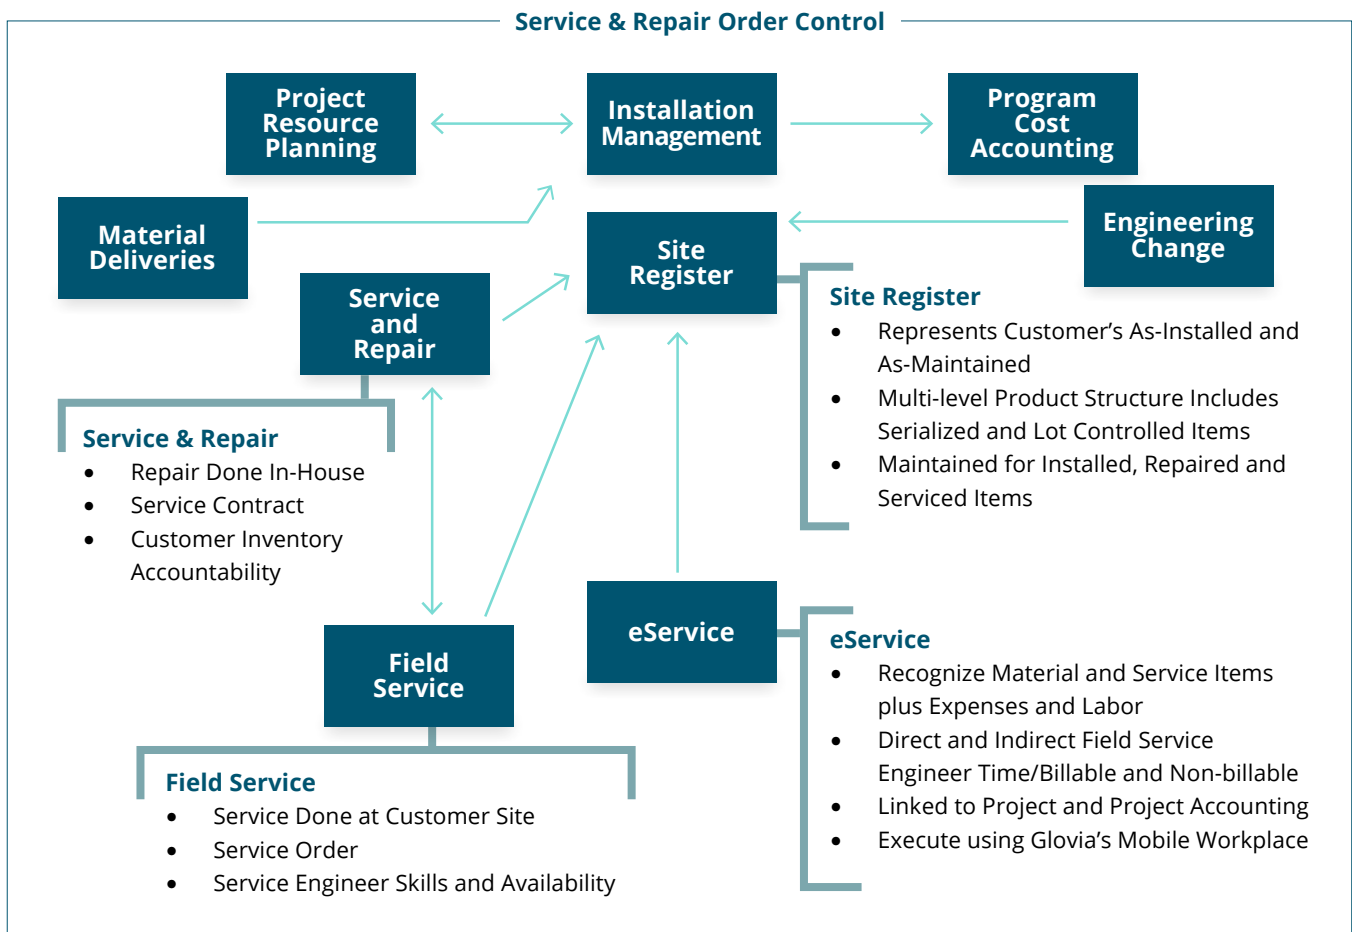 Service & Repair Order Control
Project
Resource
Planning
Installation
Management
Program
Cost
Accounting
Material
Deliveries
Site
Register
Engineering
Change
Service
and
Repair
Site Register
• Represents Customer’s As-Installed and
As-Maintained
• Multi-level Product Structure Includes
Serialized and Lot Controlled Items
• Maintained for Installed, Repaired and
Serviced Items
Service & Repair
• Repair Done In-House
• Service Contract
• Customer Inventory
Accountability
eService
Field
Service
eService
• Recognize Material and Service Items
plus Expenses and Labor
• Direct and Indirect Field Service
Engineer Time/Billable and Non-billable
• Linked to Project and Project Accounting
• Execute using Glovia’s Mobile Workplace
Field Service
• Service Done at Customer Site
• Service Order
• Service Engineer Skills and Availability